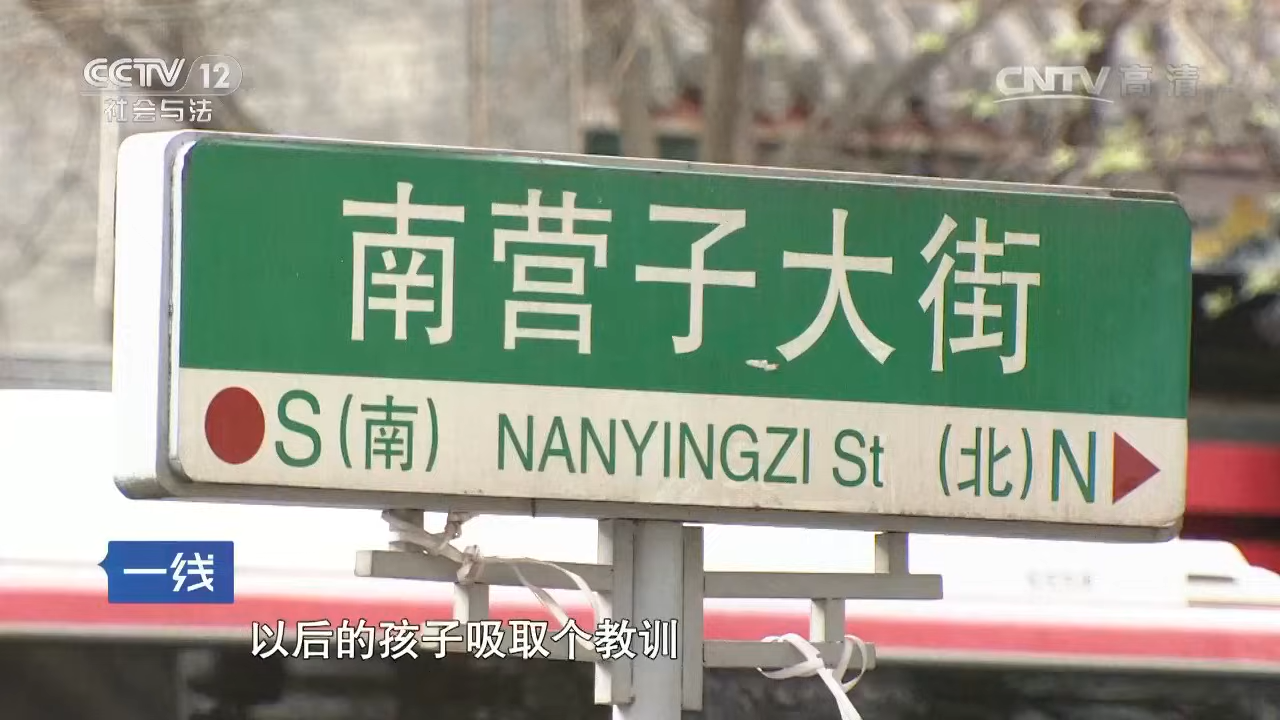 CCTV 12
社会与法
CNTV 高清
南营子大街
S(南) NANYINGZI St (北)N
一线
以后的孩子吸取个教训